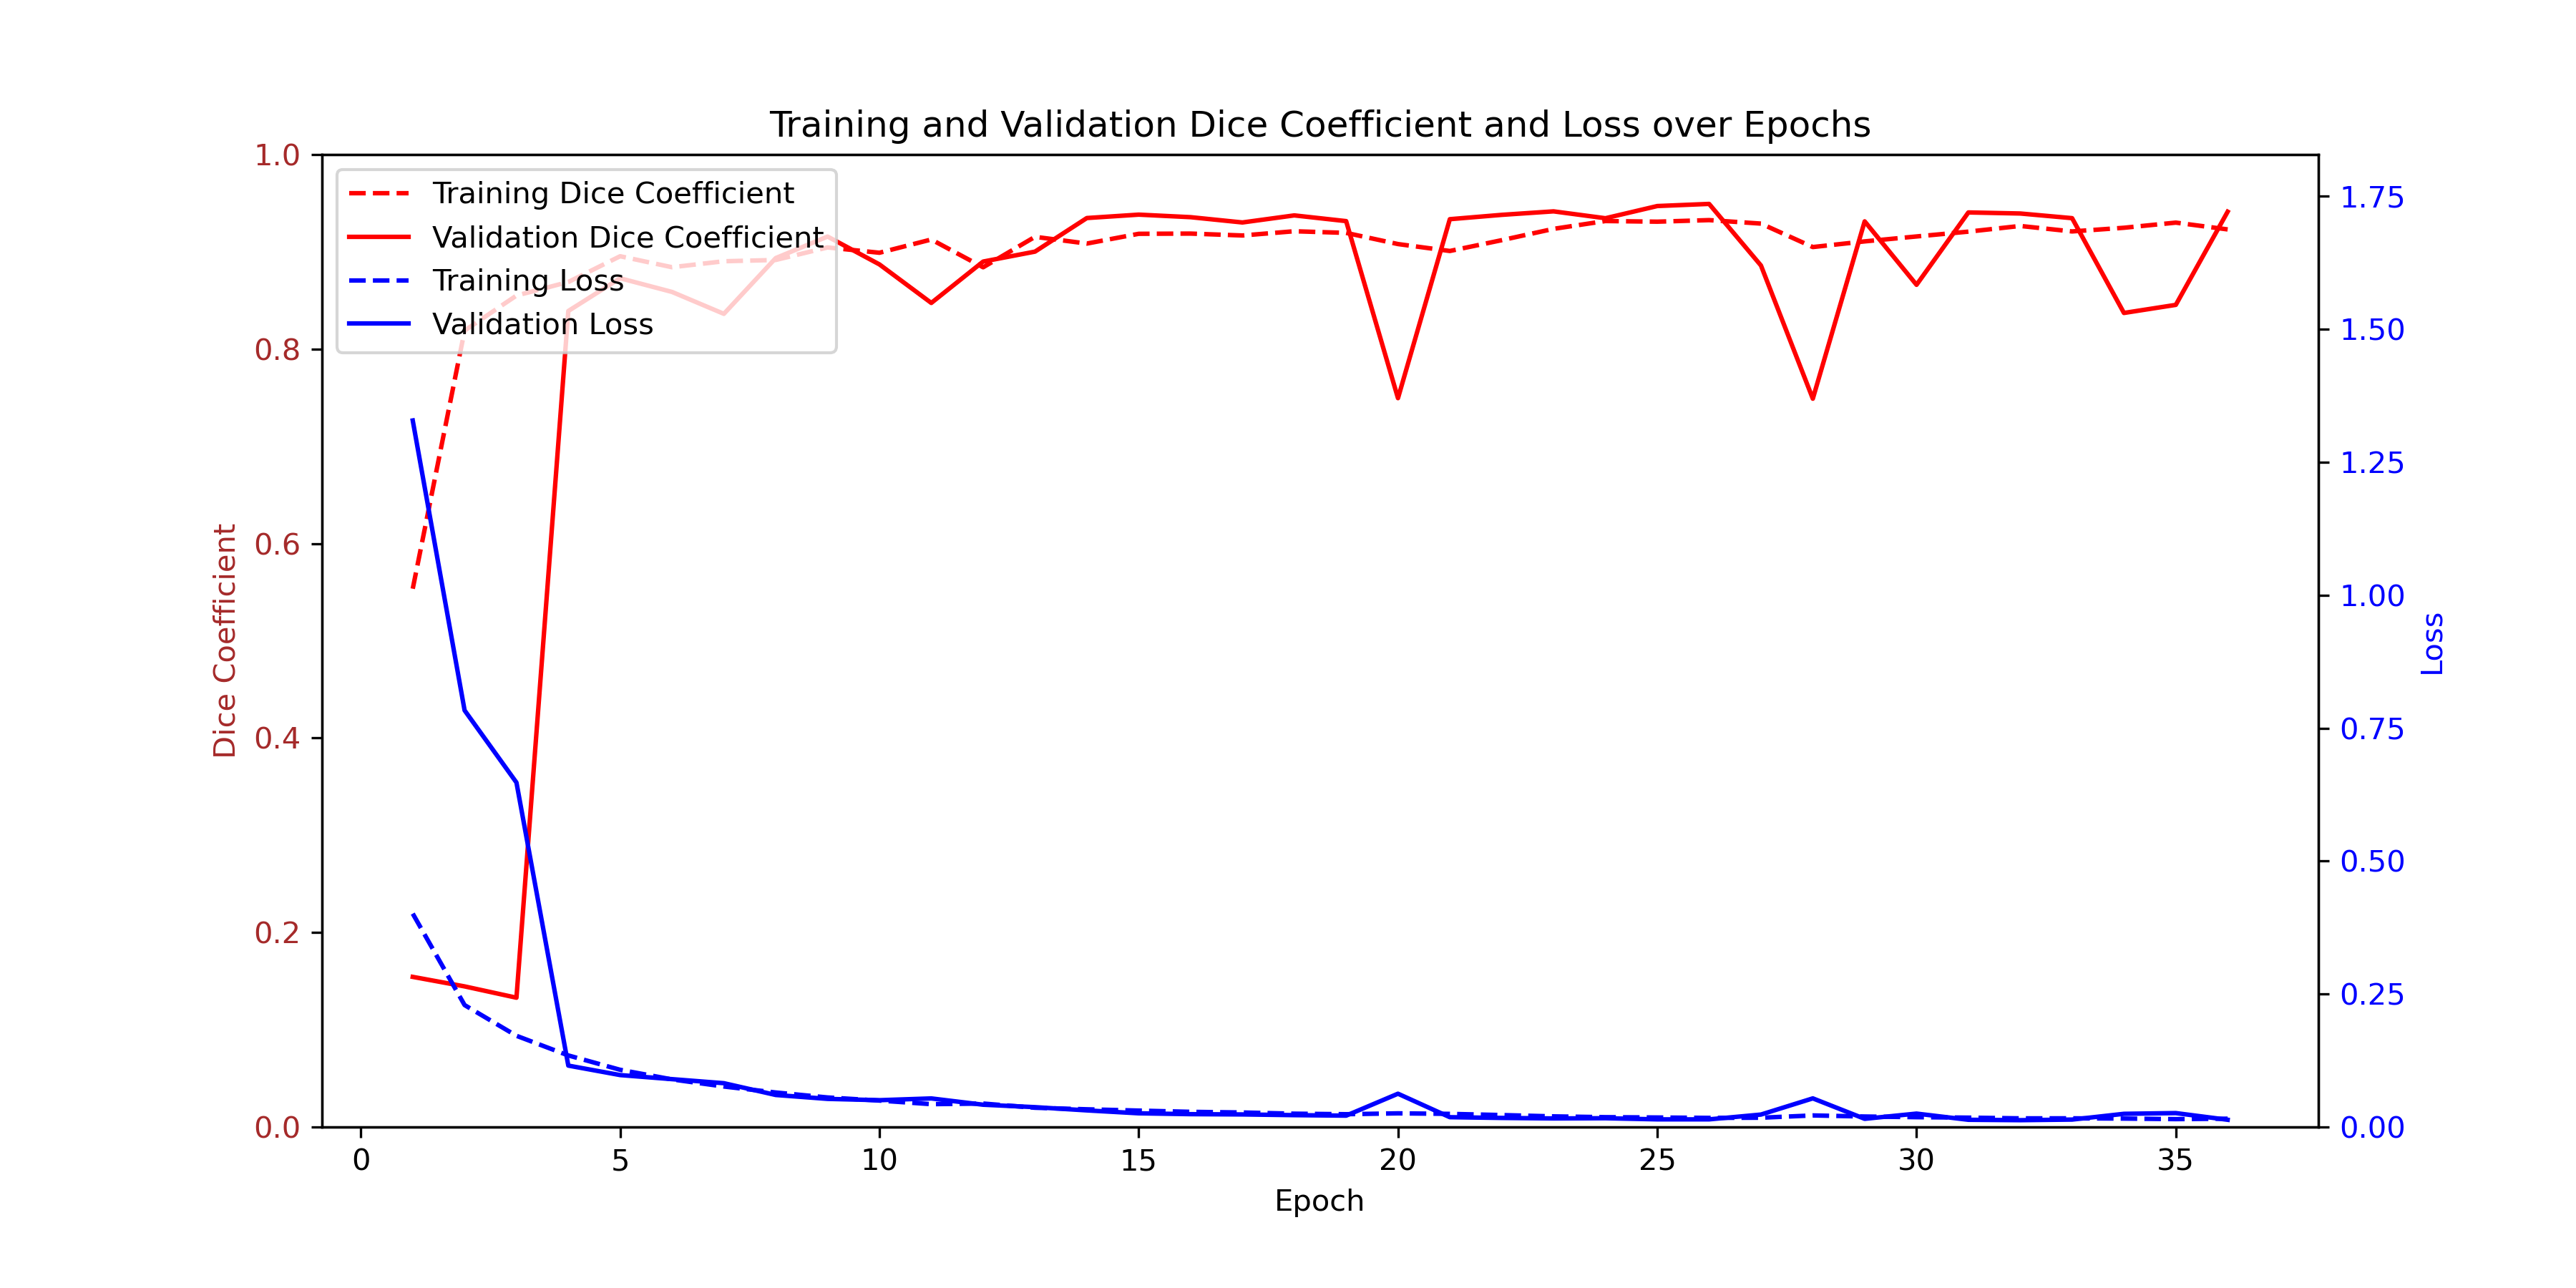 Training and Validation Dice Coefficient and Loss over Epochs
Training Dice Coefficient
Validation Dice Coefficient
Training Loss
Validation Loss
1.0
0.8
0.6
0.4
0.2
0.0
Dice Coefficient
1.75
1.50
1.25
1.00
0.75
0.50
0.25
0.00
Loss
0 5 10 15 20 25 30 35
Epoch